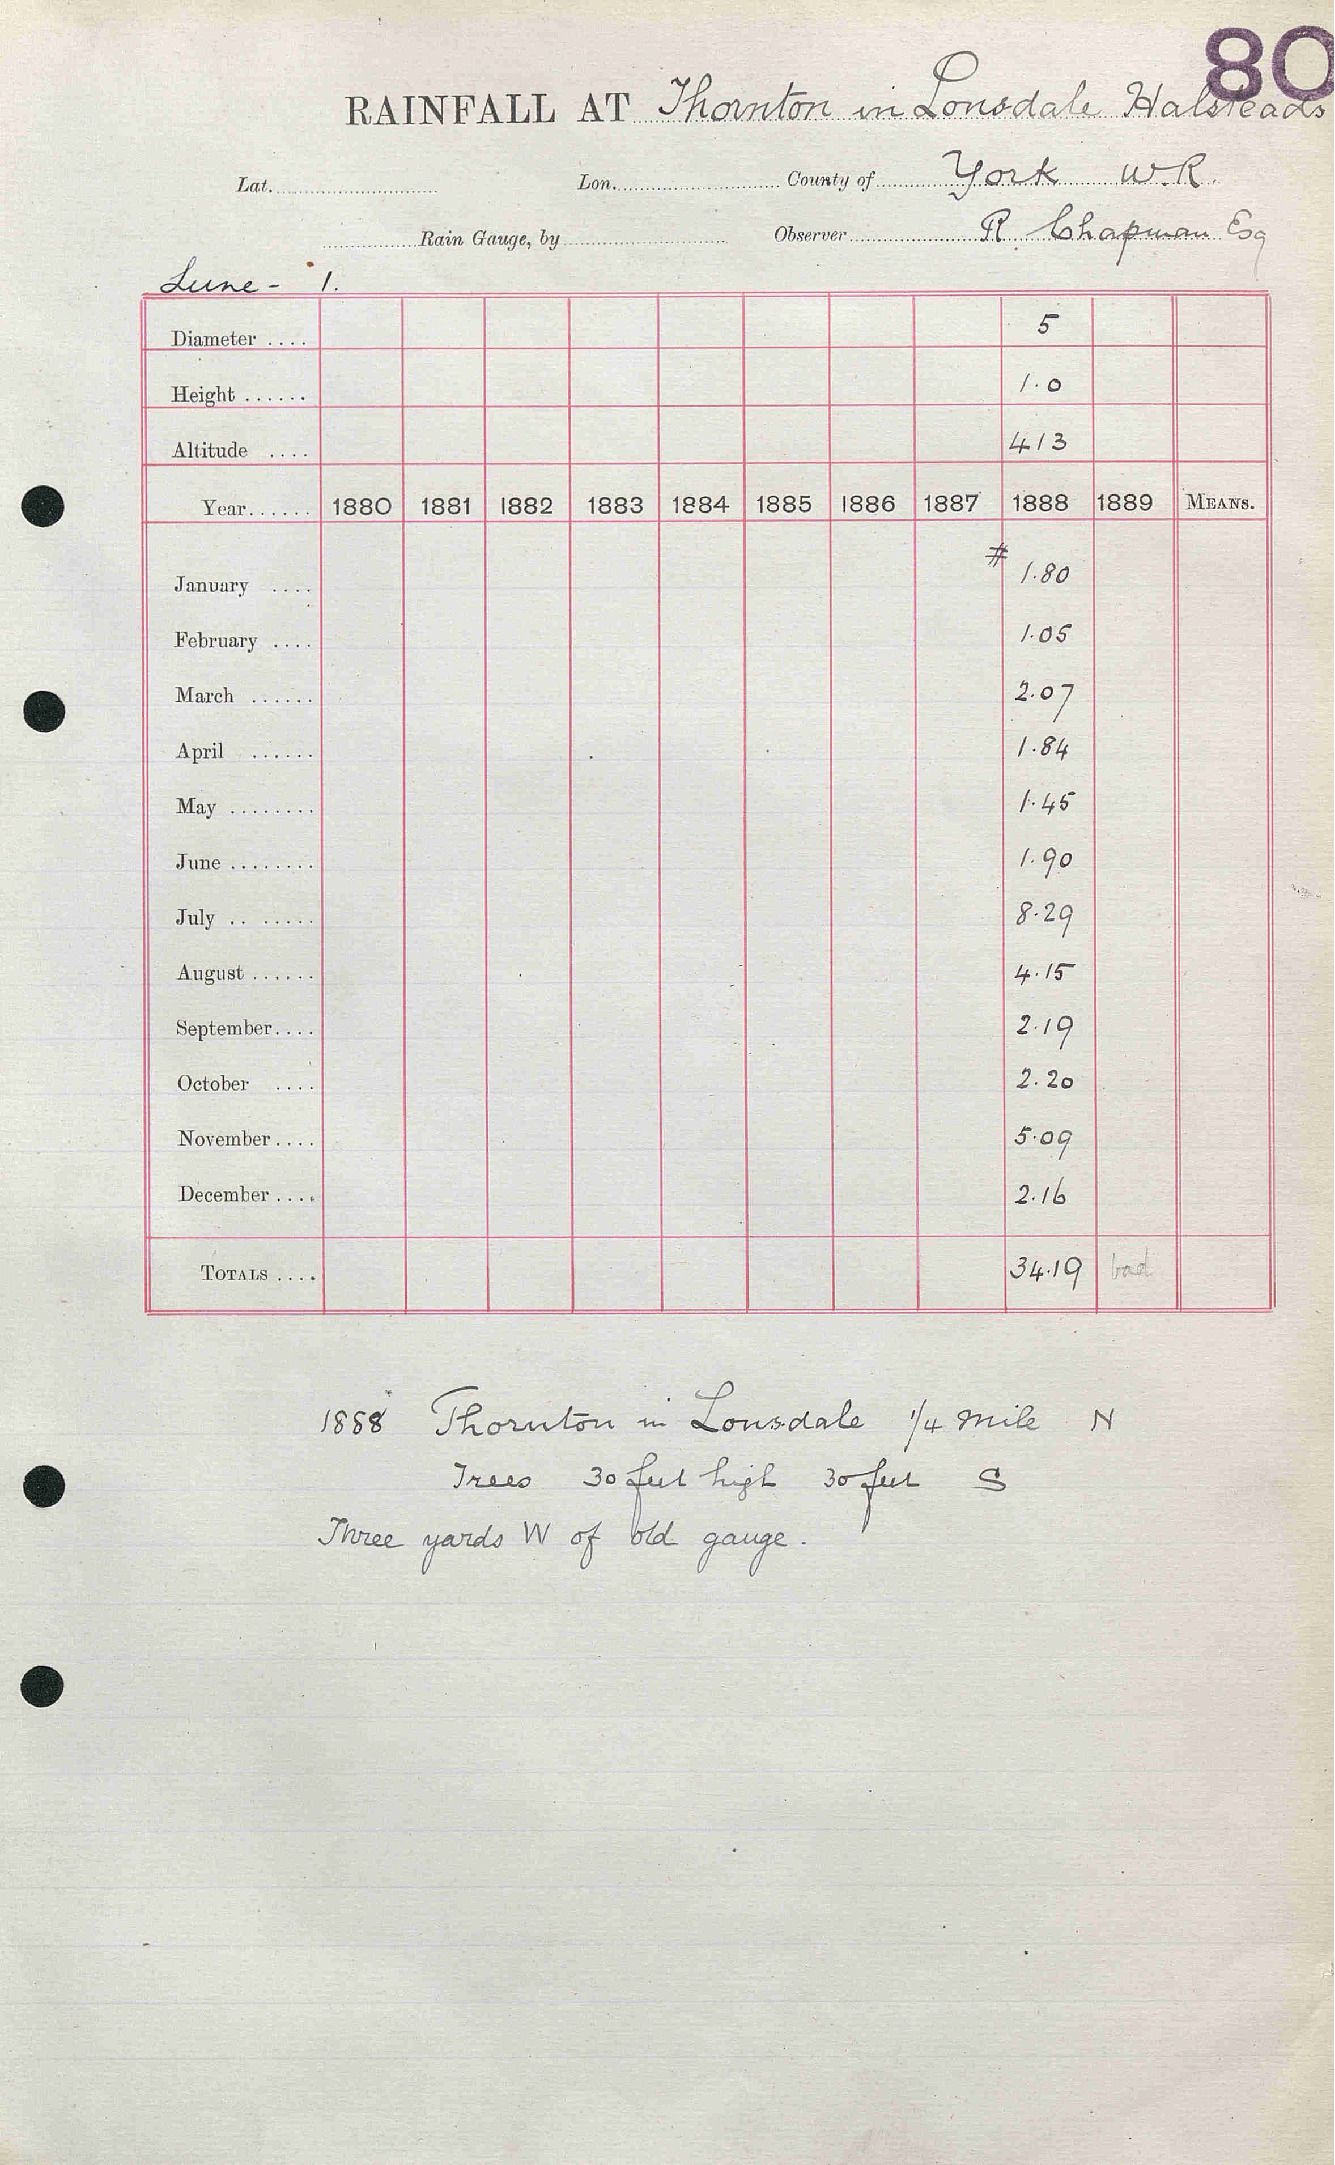 80
RAINFALL AT Thornton in Lonsdale Halsteads
Lat. Lon. County of York W.R.
Rain Gauge, by Observer R. Chapman Esq
Lune - 1.
Diameter .... 5
Height ...... 1.0
Altitude .... 413
Year...... 1880 1881 1882 1883 1884 1885 1886 1887 1888 1889 MEANS.
January .... # 1.80
February .... 1.05
March ...... 2.07
April ...... 1.84
May ........ 1.45
June ........ 1.90
July .. ...... 8.29
August ...... 4.15
September.... 2.19
October .... 2.20
November.... 5.09
December .... 2.16
TOTALS .... 34.19 bad
1888 Thornton in Lonsdale 1/4 mile N
Trees 30 feet high 30 feet S
Three yards W of old gauge.